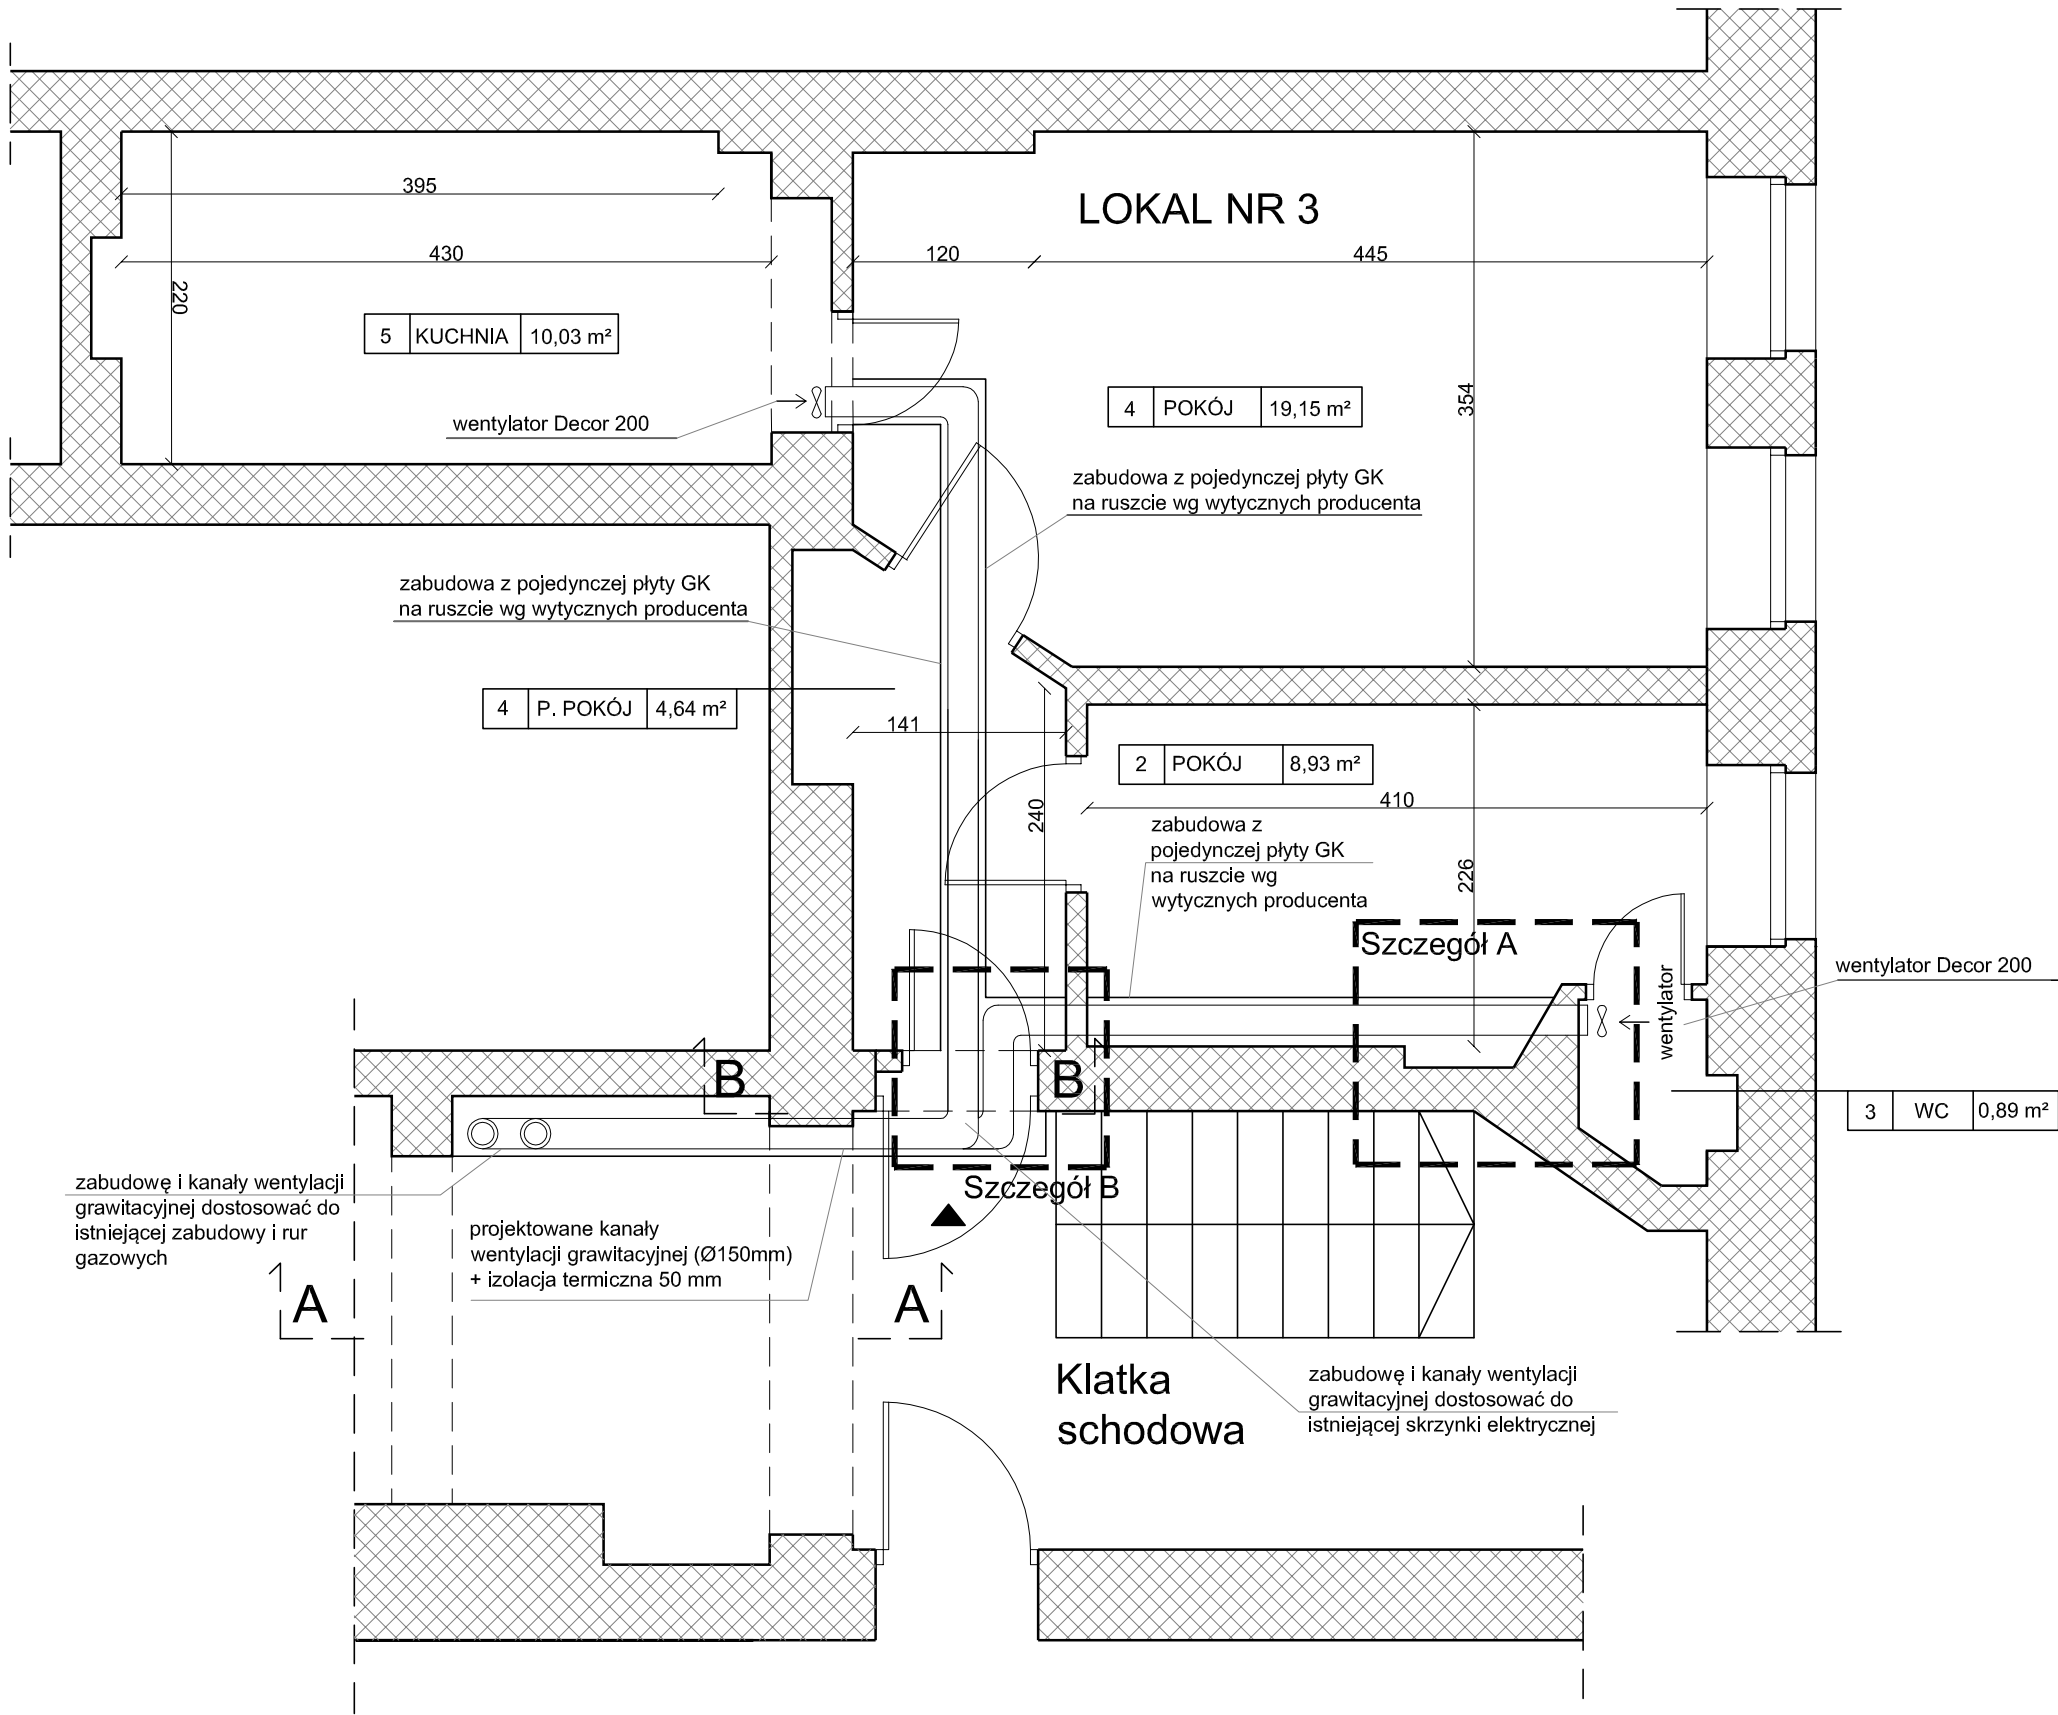 395
LOKAL NR 3
430
120
445
220
5 KUCHNIA 10,03 m²
354
4 POKÓJ 19,15 m²
wentylator Decor 200
zabudowa z pojedynczej płyty GK
na ruszcie wg wytycznych producenta
zabudowa z pojedynczej płyty GK
na ruszcie wg wytycznych producenta
4 P. POKÓJ 4,64 m²
141
2 POKÓJ 8,93 m²
240
410
zabudowa z
pojedynczej płyty GK
na ruszcie wg
wytycznych producenta
226
Szczegół A
wentylator
wentylator Decor 200
B
B
3 WC 0,89 m²
Szczegół B
zabudowę i kanały wentylacji
grawitacyjnej dostosować do
istniejącej zabudowy i rur
gazowych
projektowane kanały
wentylacji grawitacyjnej (Ø150mm)
+ izolacja termiczna 50 mm
A
A
Klatka
schodowa
zabudowę i kanały wentylacji
grawitacyjnej dostosować do
istniejącej skrzynki elektrycznej